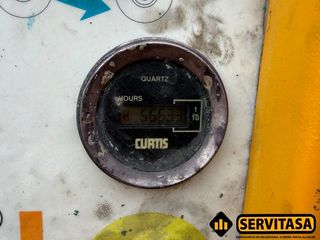 QUARTZ
HOURS
1
10
CURTIS
SERVITASA